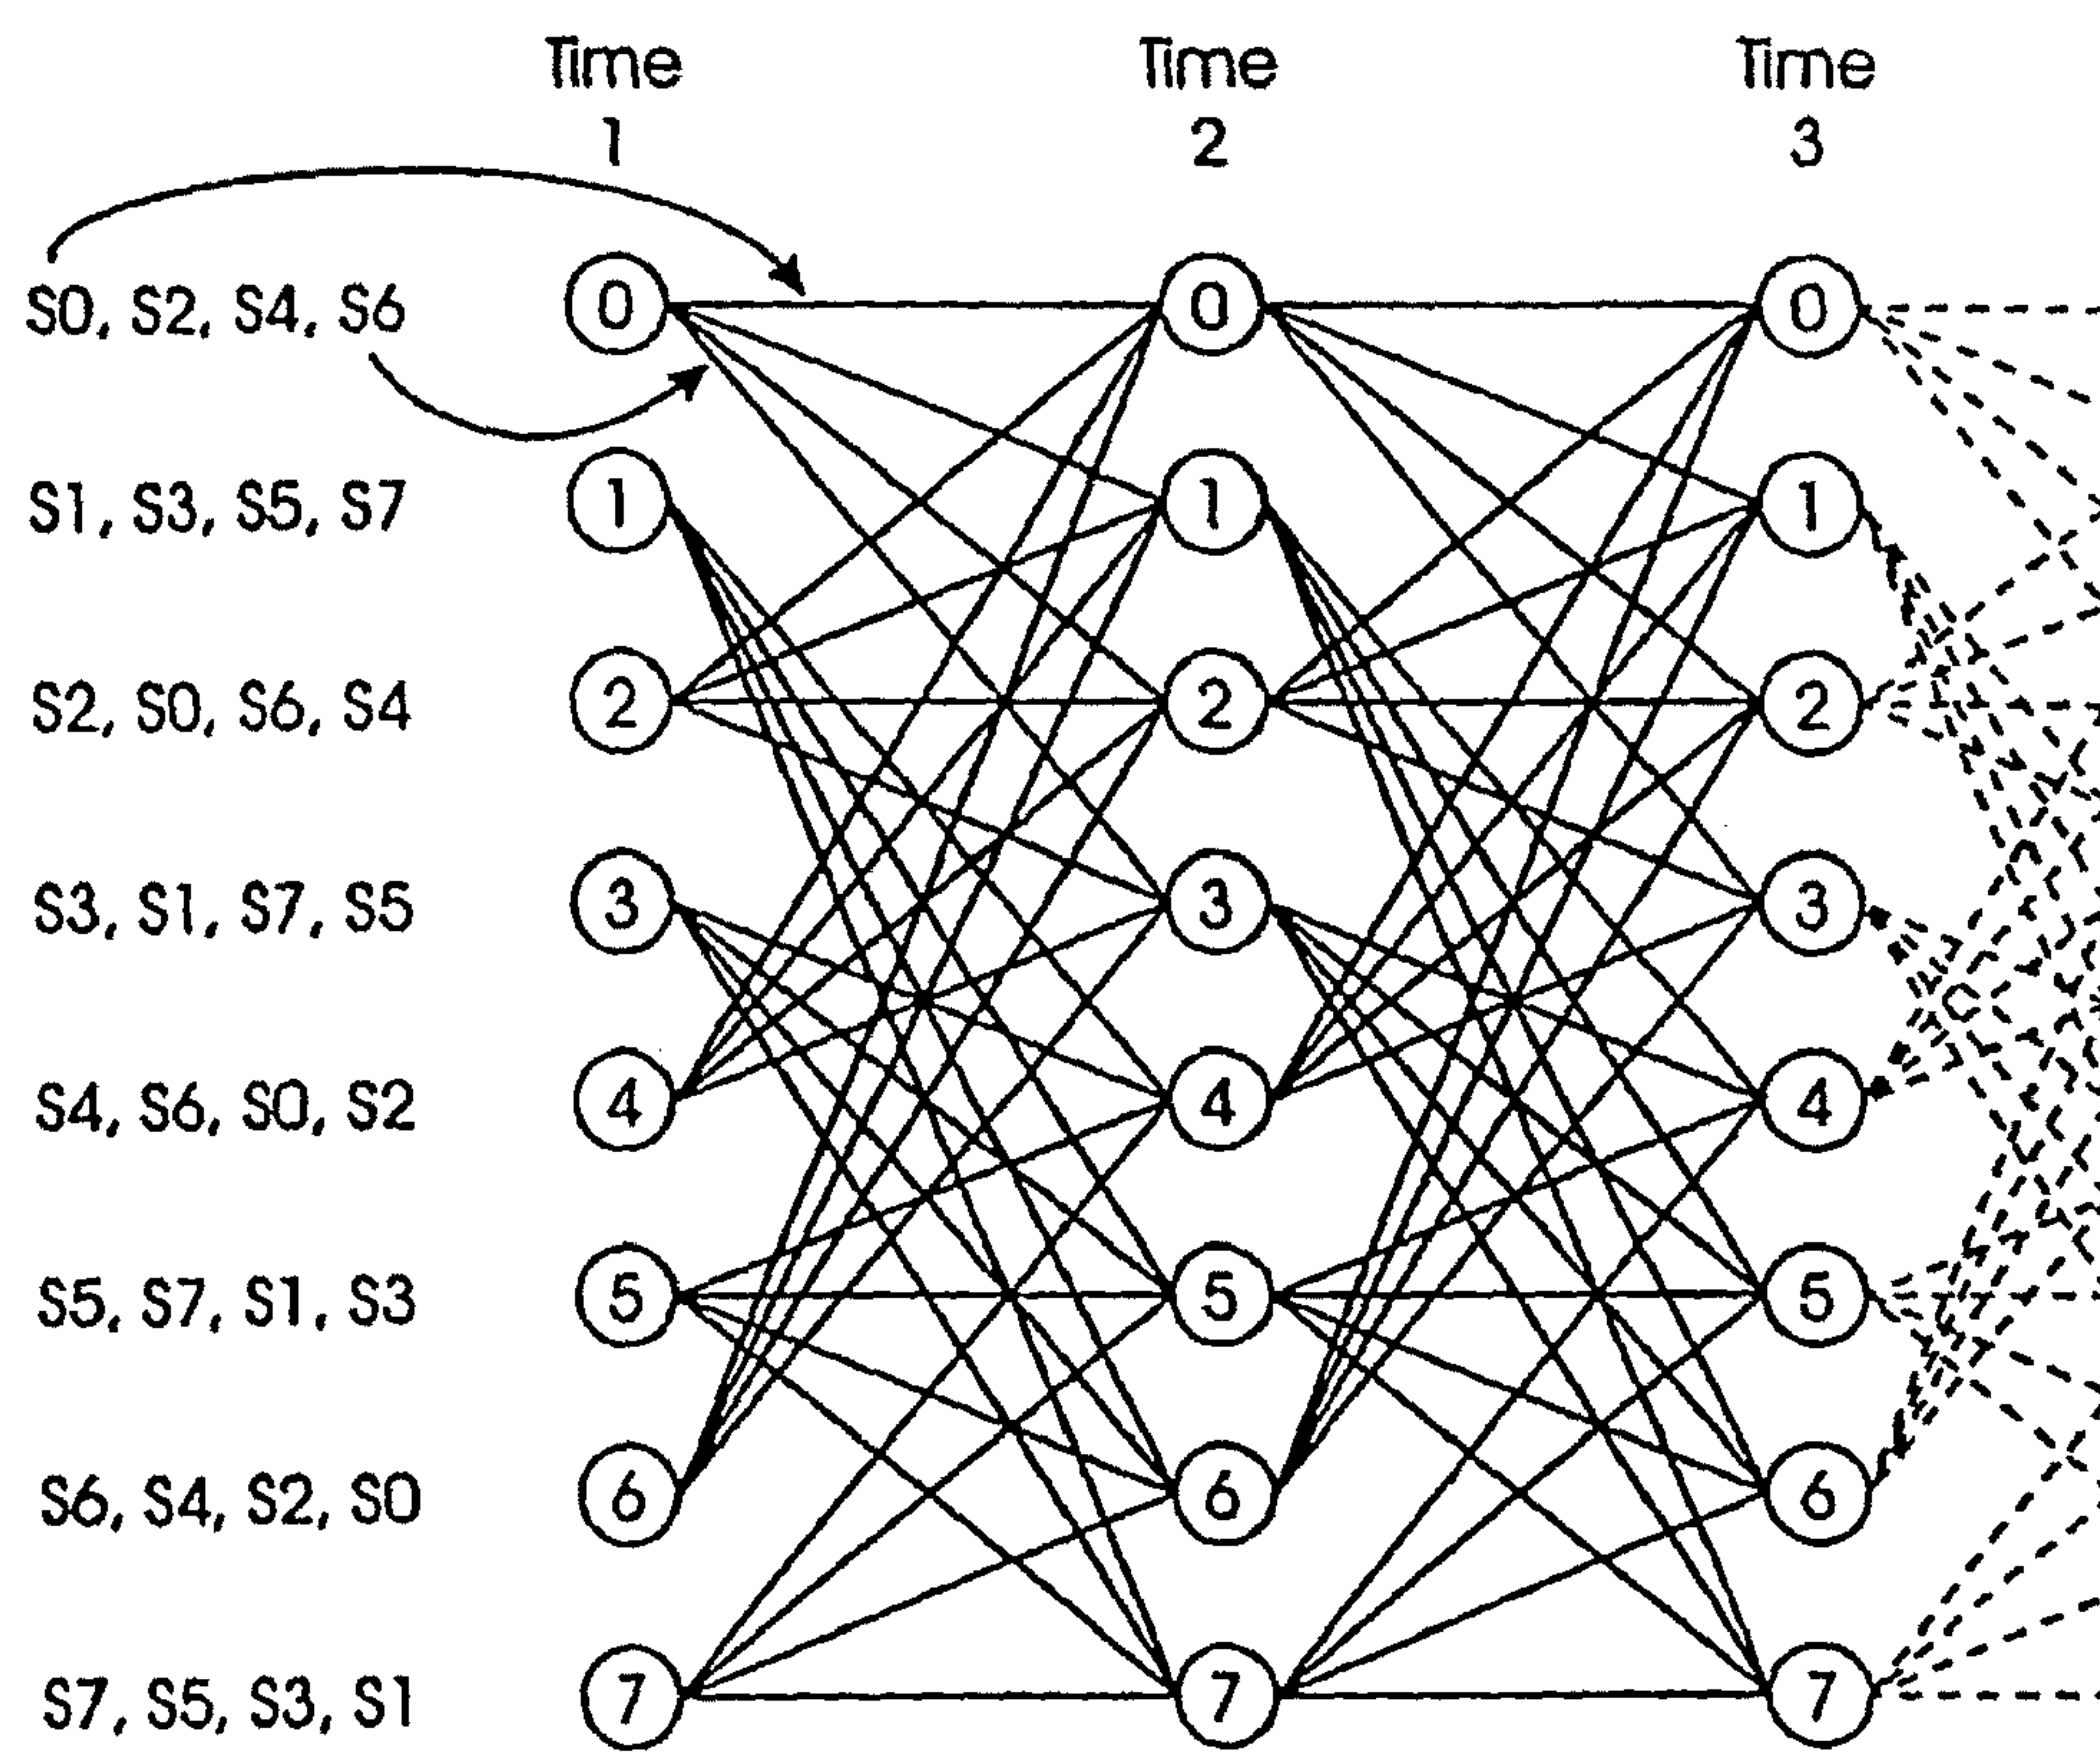 Time Time Time
1 2 3
S0, S2, S4, S6 0 0 0
S1, S3, S5, S7 1 1 1
S2, S0, S6, S4 2 2 2
S3, S1, S7, S5 3 3 3
S4, S6, S0, S2 4 4 4
S5, S7, S1, S3 5 5 5
S6, S4, S2, S0 6 6 6
S7, S5, S3, S1 7 7 7